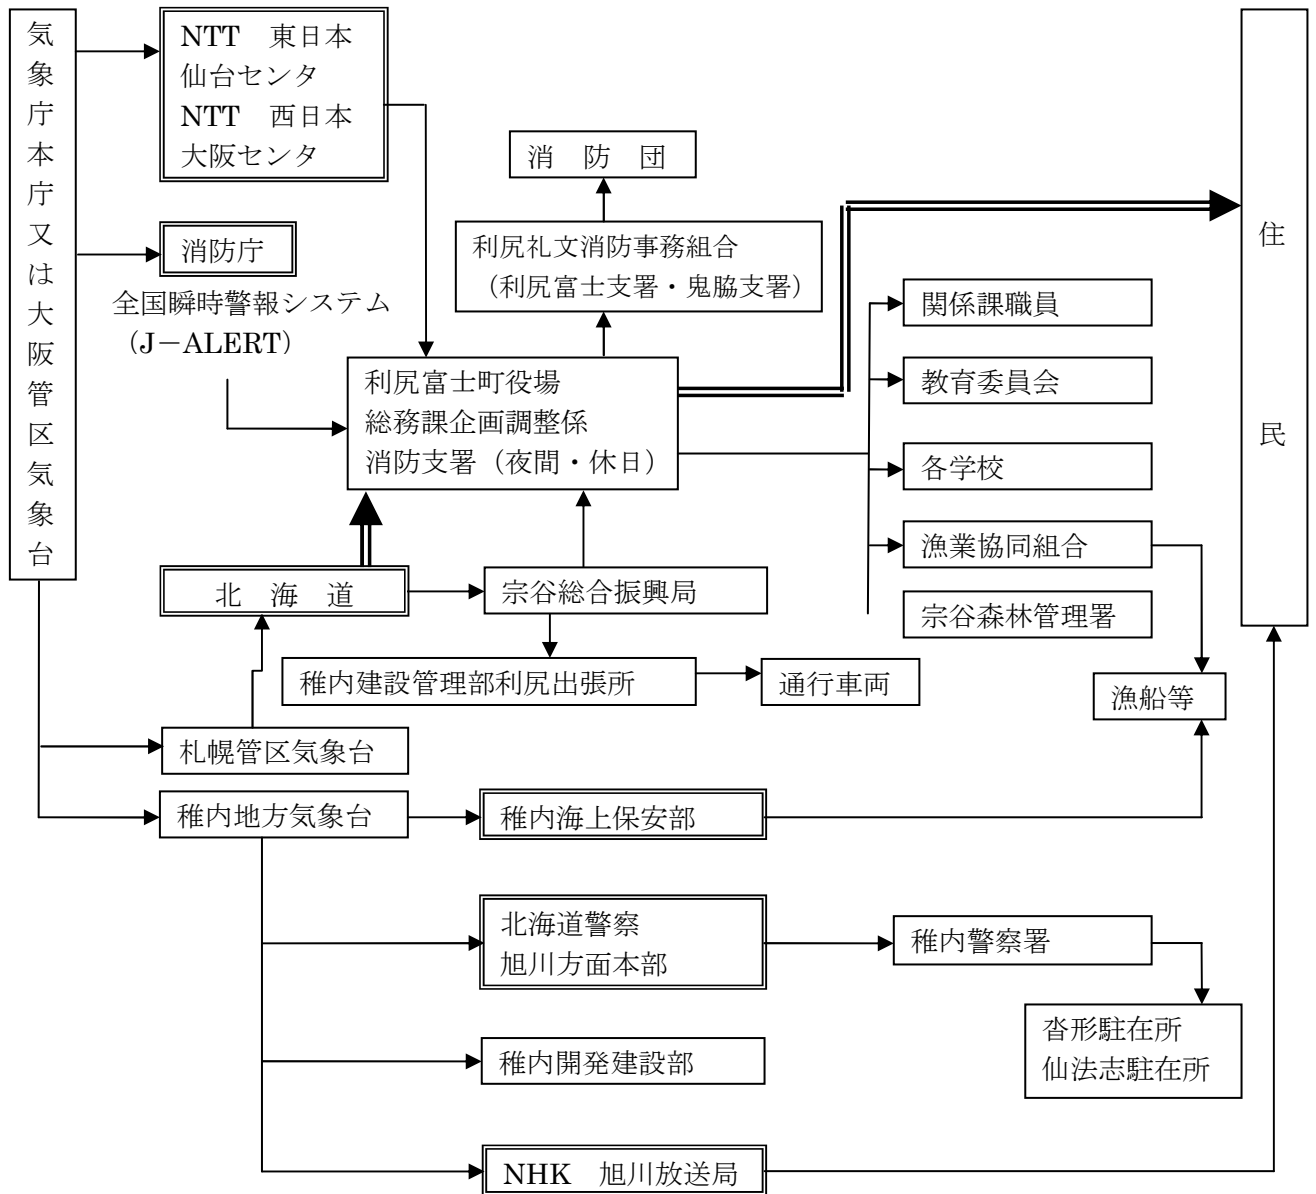 気象庁本庁又は大阪管区気象台
NTT　東日本
仙台センタ
NTT　西日本
大阪センタ
消防庁
全国瞬時警報システム
（J－ALERT）
消　防　団
利尻礼文消防事務組合
（利尻富士支署・鬼脇支署）
利尻富士町役場
総務課企画調整係
消防支署（夜間・休日）
関係課職員
教育委員会
各学校
漁業協同組合
宗谷森林管理署
住民
北　海　道
宗谷総合振興局
稚内建設管理部利尻出張所
通行車両
漁船等
札幌管区気象台
稚内地方気象台
稚内海上保安部
北海道警察
旭川方面本部
稚内警察署
沓形駐在所
仙法志駐在所
稚内開発建設部
NHK　旭川放送局